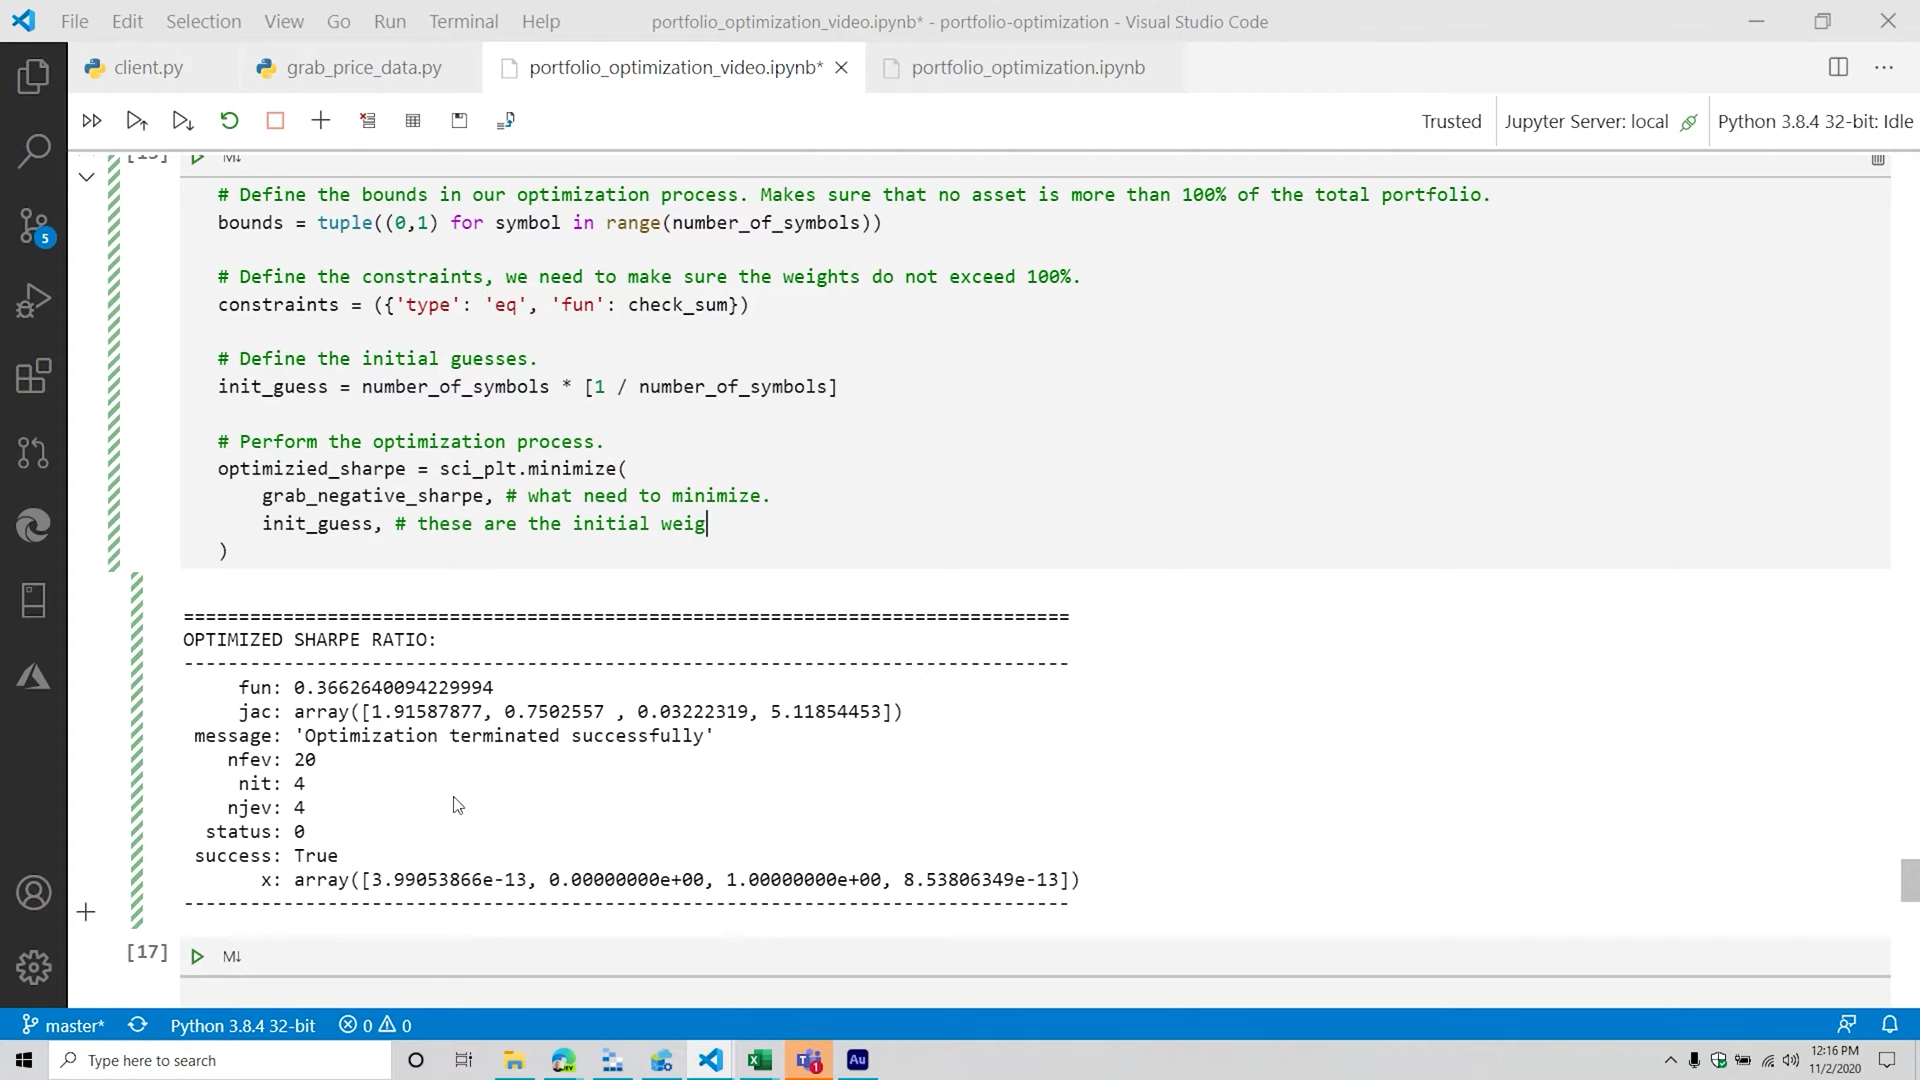 File Edit Selection View Go Run Terminal Help portfolio_optimization_video.ipynb* - portfolio-optimization - Visual Studio Code
client.py grab_price_data.py portfolio_optimization_video.ipynb* portfolio_optimization.ipynb
Trusted Jupyter Server: local Python 3.8.4 32-bit: Idle
M↓
# Define the bounds in our optimization process. Makes sure that no asset is more than 100% of the total portfolio.
bounds = tuple((0,1) for symbol in range(number_of_symbols))
# Define the constraints, we need to make sure the weights do not exceed 100%.
constraints = ({'type': 'eq', 'fun': check_sum})
# Define the initial guesses.
init_guess = number_of_symbols * [1 / number_of_symbols]
# Perform the optimization process.
optimizied_sharpe = sci_plt.minimize(
grab_negative_sharpe, # what need to minimize.
init_guess, # these are the initial weig
)
================================================================================
OPTIMIZED SHARPE RATIO:
--------------------------------------------------------------------------------
fun: 0.3662640094229994
jac: array([1.91587877, 0.7502557 , 0.03222319, 5.11854453])
message: 'Optimization terminated successfully'
nfev: 20
nit: 4
njev: 4
status: 0
success: True
x: array([3.99053866e-13, 0.00000000e+00, 1.00000000e+00, 8.53806349e-13])
--------------------------------------------------------------------------------
[17] M↓
5
master* Python 3.8.4 32-bit 0 0
Type here to search
Au
1
12:16 PM
11/2/2020